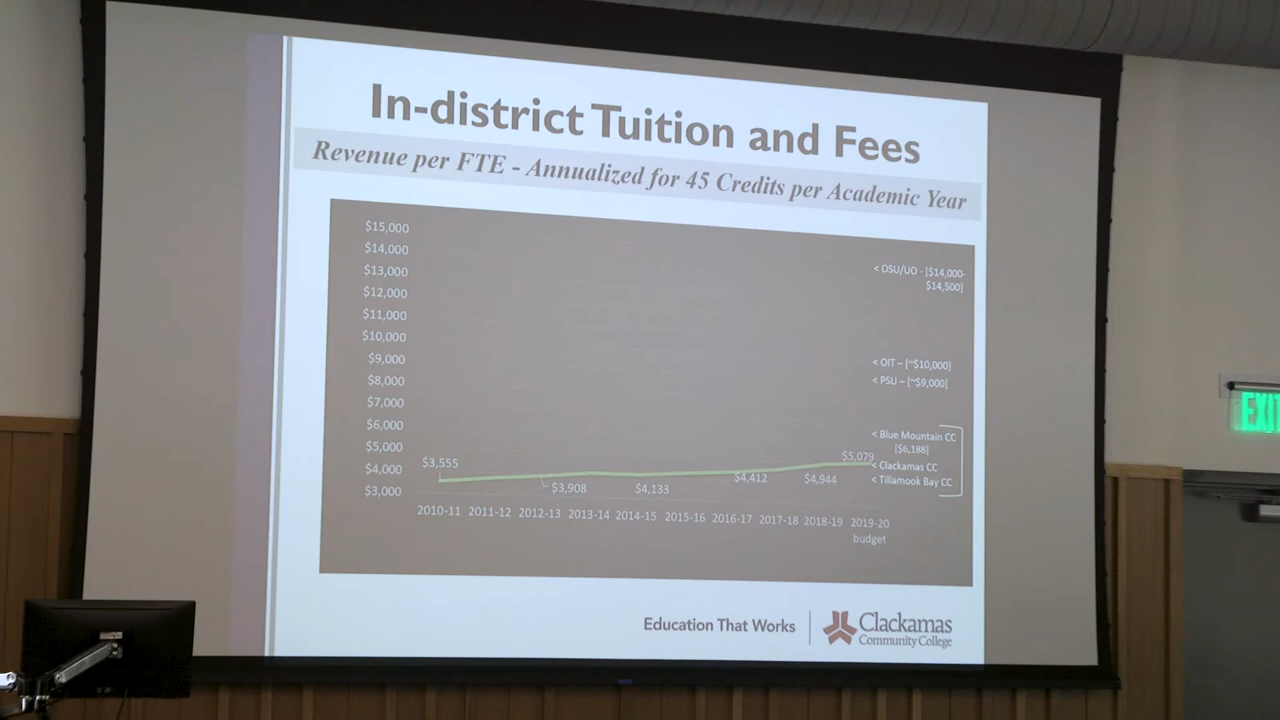 In-district Tuition and Fees
Revenue per FTE - Annualized for 45 Credits per Academic Year
$15,000
$14,000
$13,000
$12,000
$11,000
$10,000
$9,000
$8,000
$7,000
$6,000
$5,000
$4,000
$3,000
< OSU/UO - [$14,000-
$14,500]
< OIT – [~$10,000]
< PSU – [~$9,000]
< Blue Mountain CC
[$6,188]
< Clackamas CC
< Tillamook Bay CC
$3,555
$3,908
$4,133
$4,412
$4,944
$5,079
2010-11 2011-12 2012-13 2013-14 2014-15 2015-16 2016-17 2017-18 2018-19 2019-20
budget
Education That Works
Clackamas
Community College
EXIT